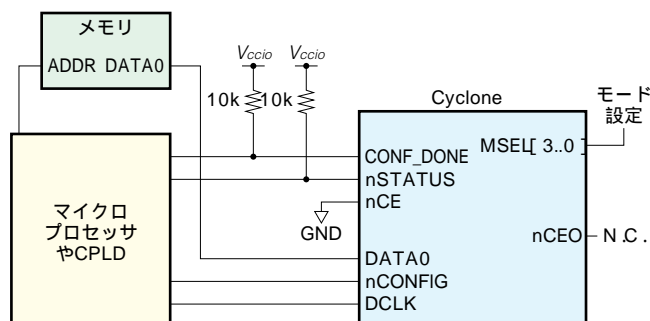 メモリ
ADDR DATA0
Vccio
Vccio
10k
10k
Cyclone
モード
設定
MSEL[ 3..0 ]
CONF_DONE
nSTATUS
nCE
GND
マイクロ
プロセッサ
やCPLD
nCEO
N.C.
DATA0
nCONFIG
DCLK